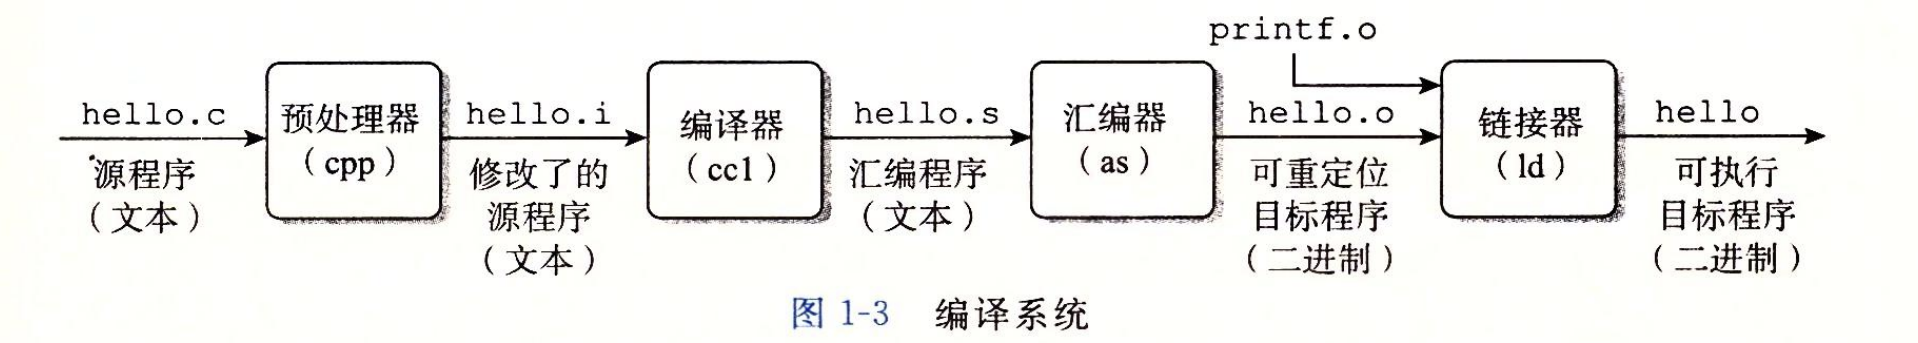 printf.o
hello.c
源程序
（文本）
预处理器
（cpp）
hello.i
修改了的
源程序
（文本）
编译器
（cc1）
hello.s
汇编程序
（文本）
汇编器
（as）
hello.o
可重定位
目标程序
（二进制）
链接器
（ld）
hello
可执行
目标程序
（二进制）
图 1-3 编译系统